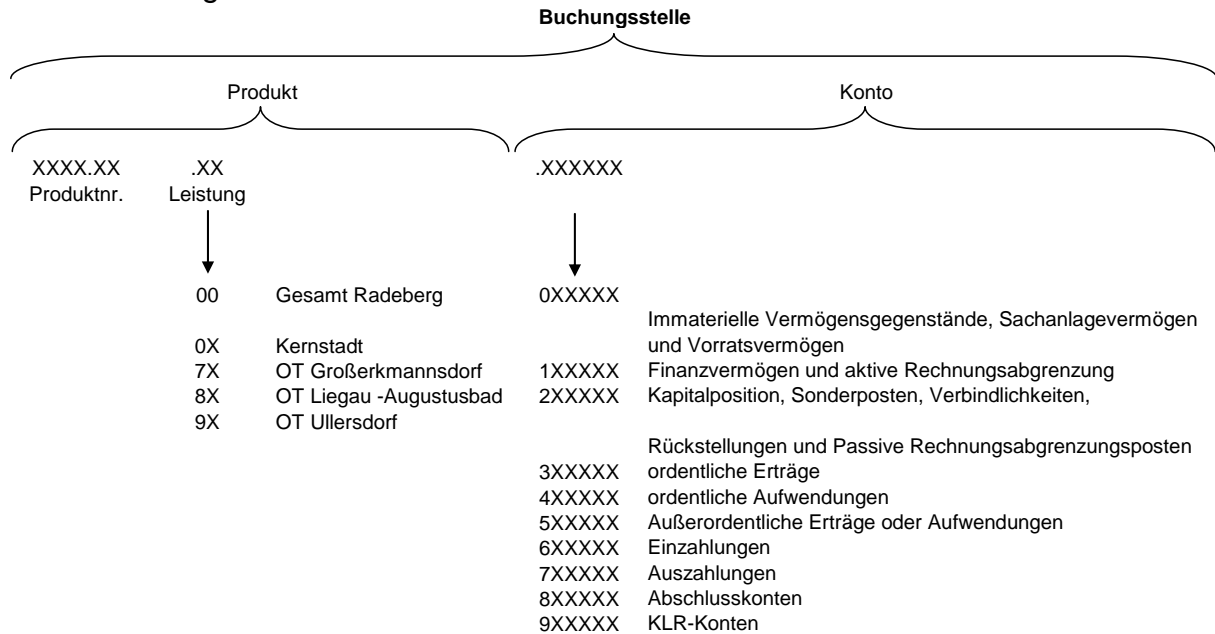 Buchungsstelle
Produkt Konto
XXXX.XX .XX .XXXXXX
Produktnr. Leistung
00 Gesamt Radeberg 0XXXXX
Immaterielle Vermögensgegenstände, Sachanlagevermögen
0X Kernstadt und Vorratsvermögen
7X OT Großerkmannsdorf 1XXXXX Finanzvermögen und aktive Rechnungsabgrenzung
8X OT Liegau -Augustusbad 2XXXXX Kapitalposition, Sonderposten, Verbindlichkeiten,
9X OT Ullersdorf
Rückstellungen und Passive Rechnungsabgrenzungsposten
3XXXXX ordentliche Erträge
4XXXXX ordentliche Aufwendungen
5XXXXX Außerordentliche Erträge oder Aufwendungen
6XXXXX Einzahlungen
7XXXXX Auszahlungen
8XXXXX Abschlusskonten
9XXXXX KLR-Konten